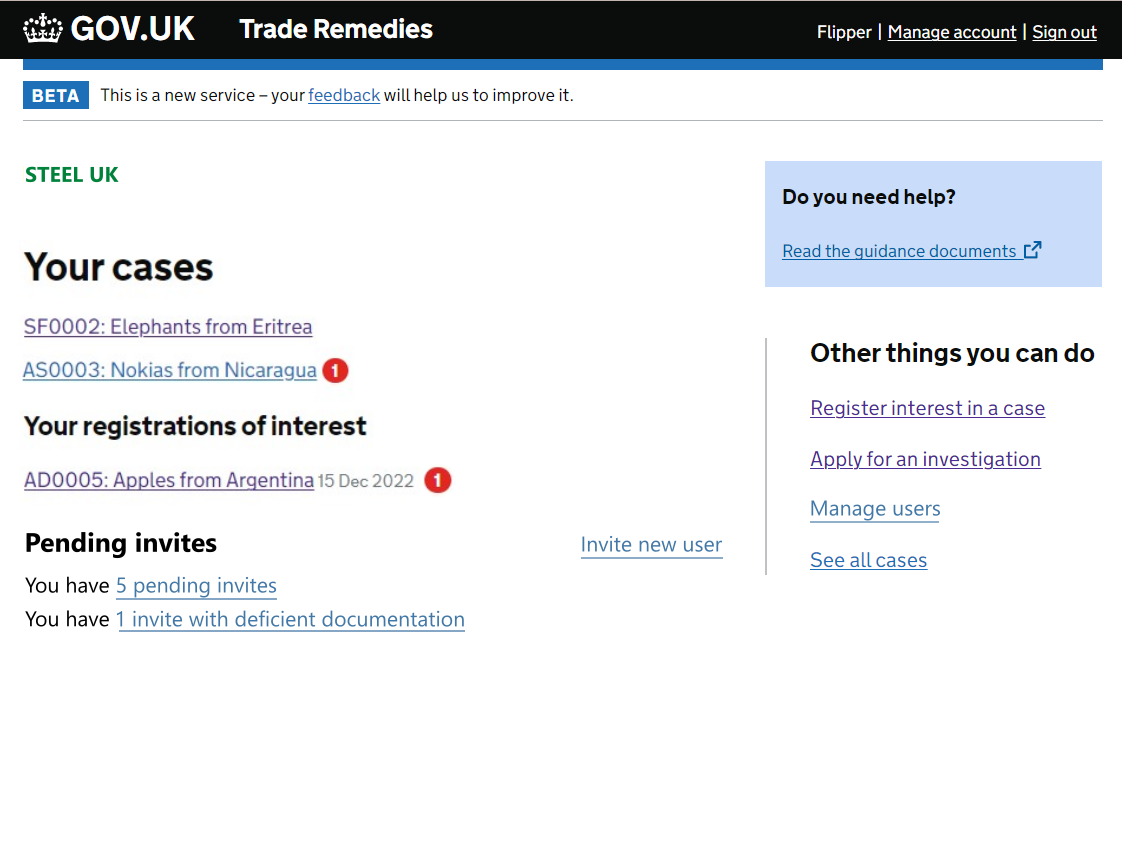 GOV.UK Trade Remedies Flipper | Manage account | Sign out
BETA This is a new service – your feedback will help us to improve it.
STEEL UK
Your cases
SF0002: Elephants from Eritrea
AS0003: Nokias from Nicaragua 1
Your registrations of interest
AD0005: Apples from Argentina 15 Dec 2022 1
Pending invites Invite new user
You have 5 pending invites
You have 1 invite with deficient documentation
Do you need help?
Read the guidance documents
Other things you can do
Register interest in a case
Apply for an investigation
Manage users
See all cases